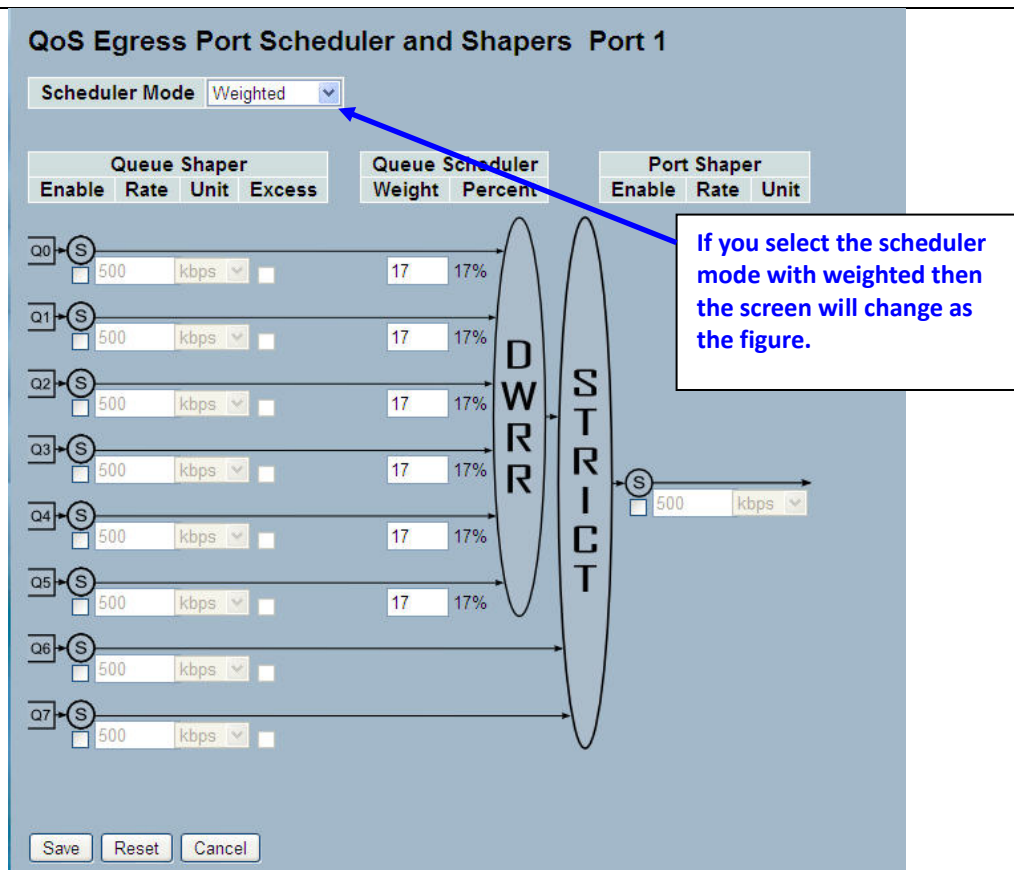 QoS Egress Port Scheduler and Shapers Port 1
Scheduler Mode Weighted
Queue Shaper Queue Scheduler Port Shaper
Enable Rate Unit Excess Weight Percent Enable Rate Unit
If you select the scheduler
mode with weighted then
the screen will change as
the figure.
Q0 S
500 kbps 17 17%
Q1 S
500 kbps 17 17%
Q2 S
500 kbps 17 17%
Q3 S
500 kbps 17 17%
Q4 S
500 kbps 17 17%
Q5 S
500 kbps 17 17%
Q6 S
500 kbps
Q7 S
500 kbps
DWRR
STRICT
S
500 kbps
Save Reset Cancel